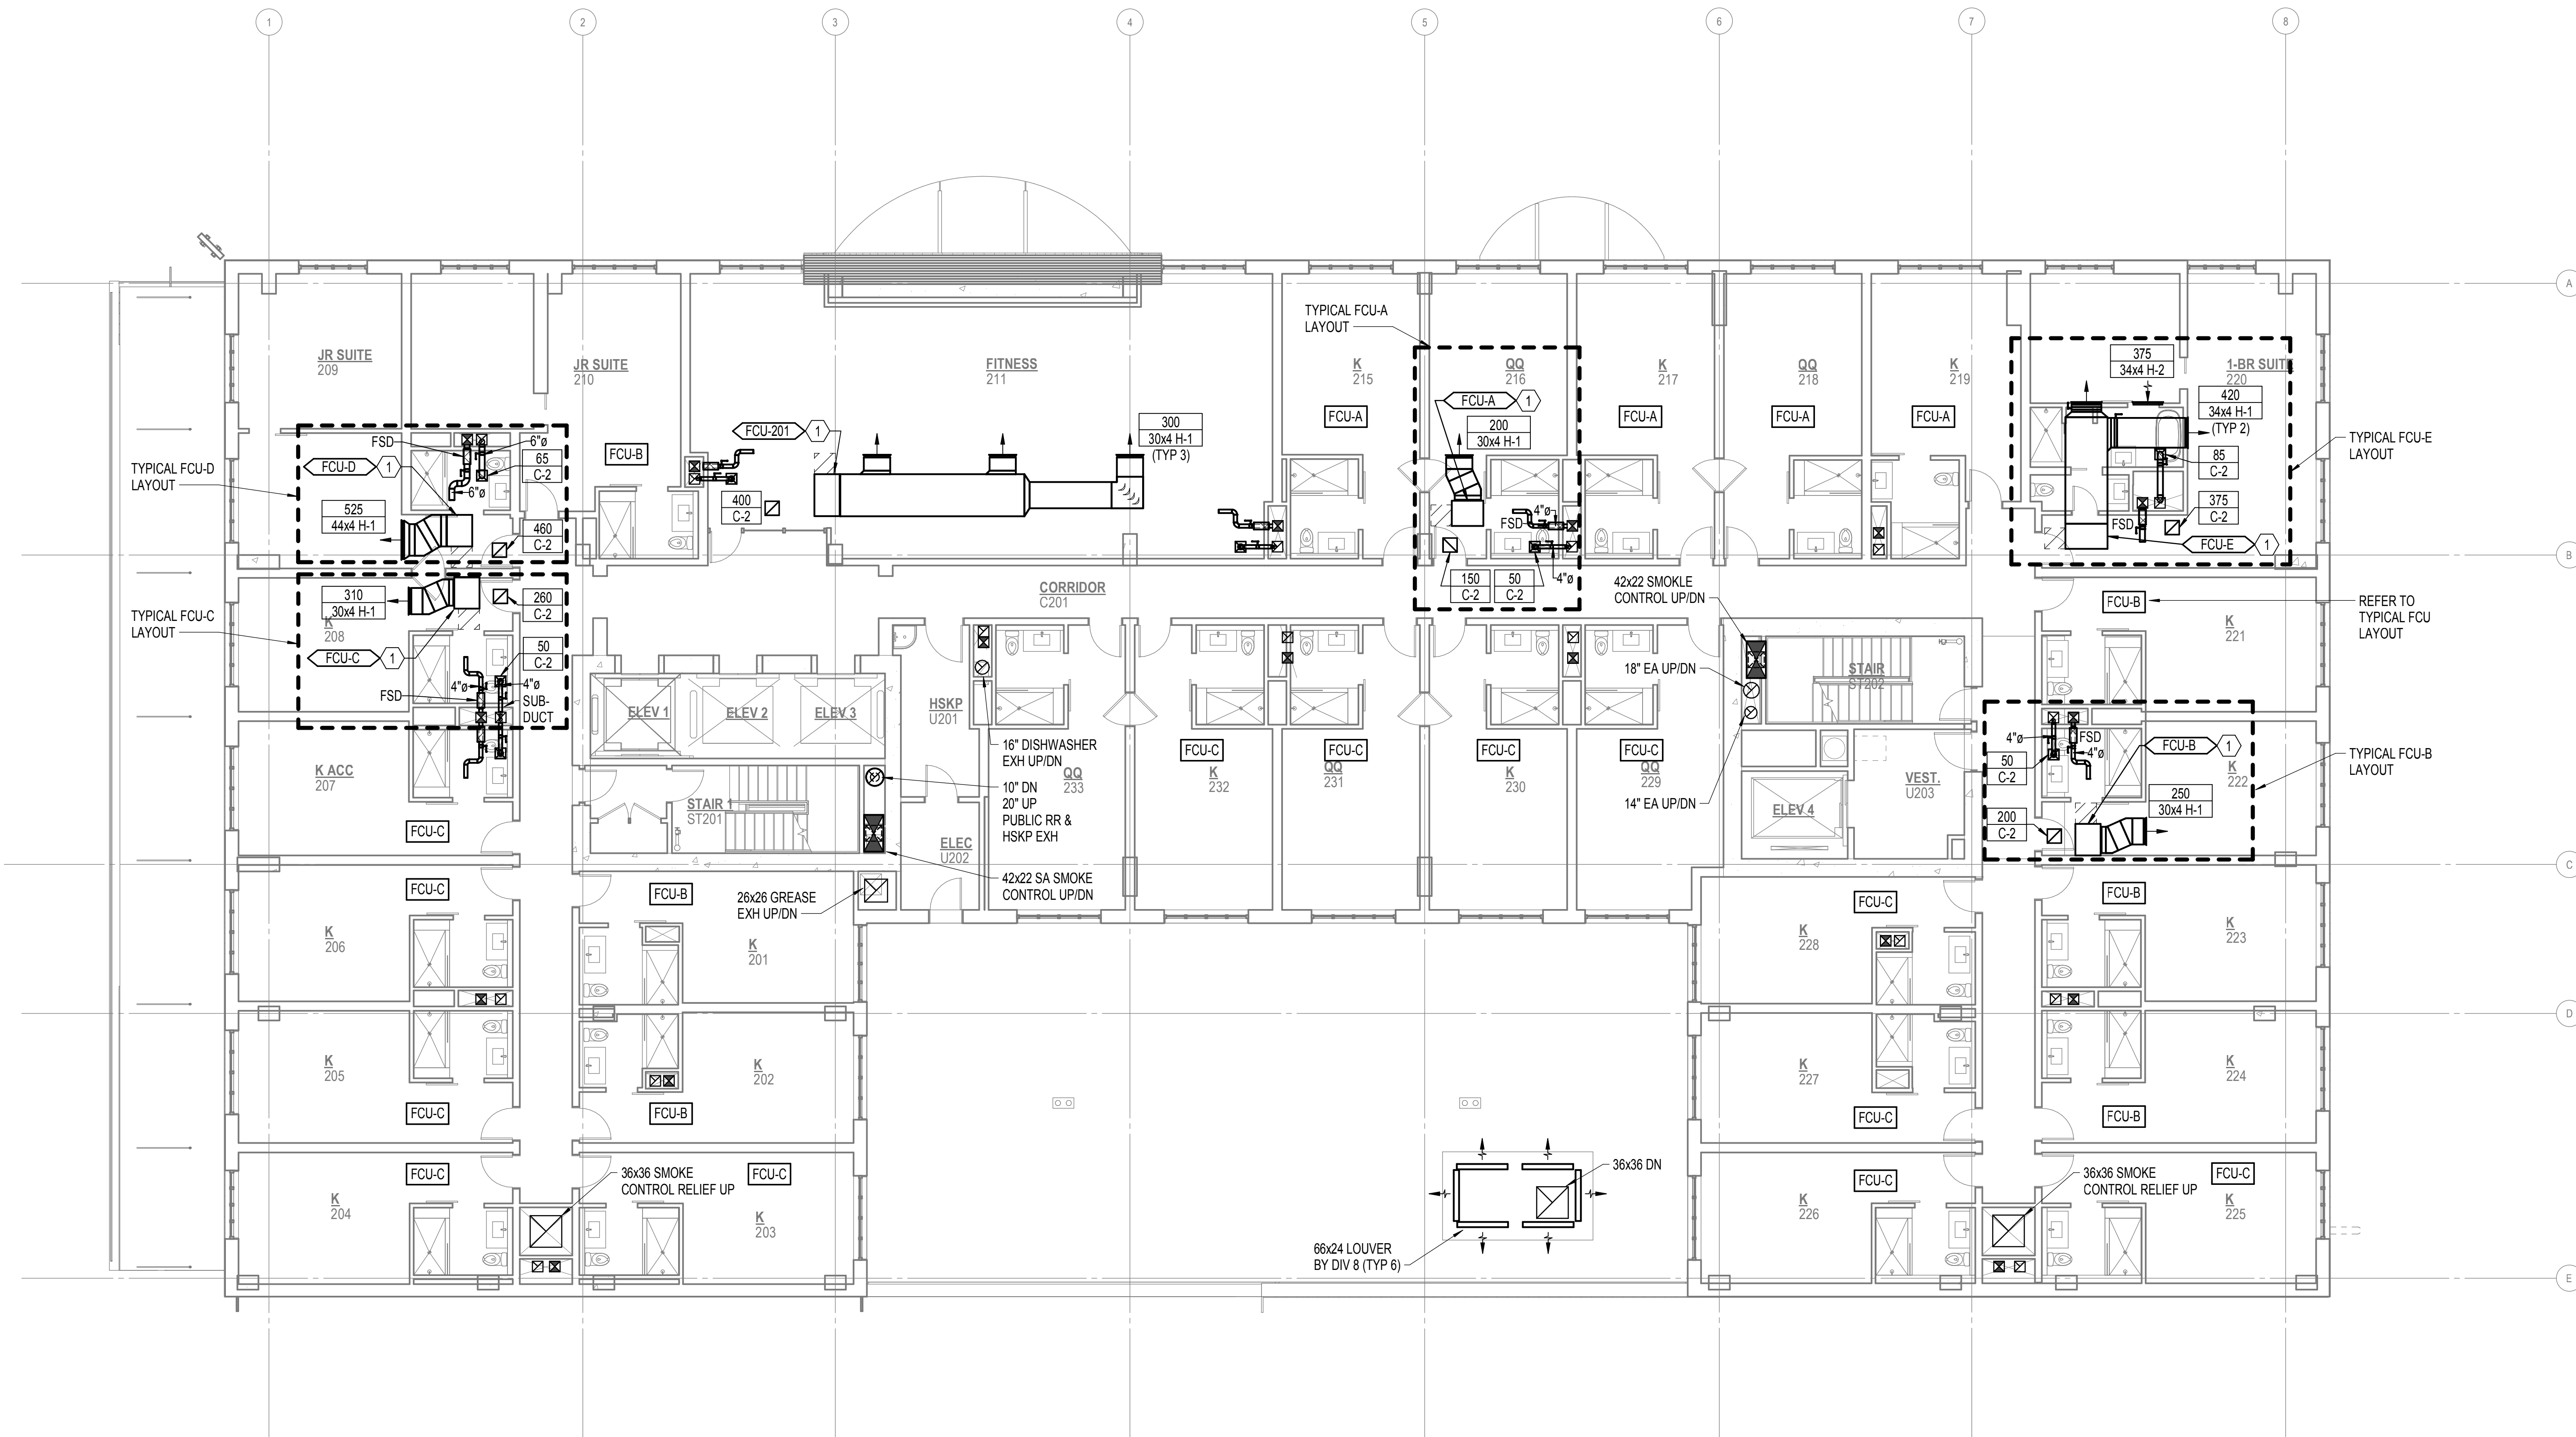 1
2
3
4
5
6
7
8
A
B
C
D
E
JR SUITE
209
JR SUITE
210
FCU-B
FITNESS
211
FCU-201
1
300
30x4 H-1
(TYP 3)
400
C-2
TYPICAL FCU-D
LAYOUT
FSD
6"ø
FCU-D
1
65
C-2
6"ø
525
44x4 H-1
460
C-2
TYPICAL FCU-C
LAYOUT
310
30x4 H-1
260
C-2
K
208
FCU-C
1
50
C-2
4"ø
4"ø
FSD
SUB-
DUCT
K ACC
207
FCU-C
FCU-C
K
206
K
205
FCU-C
FCU-C
K
204
36x36 SMOKE
CONTROL RELIEF UP
FCU-C
K
203
FCU-B
K
201
K
202
FCU-B
26x26 GREASE
EXH UP/DN
ELEV 1
ELEV 2
ELEV 3
STAIR 1
ST201
HSKP
U201
ELEC
U202
16" DISHWASHER
EXH UP/DN
10" DN
20" UP
PUBLIC RR &
HSKP EXH
42x22 SA SMOKE
CONTROL UP/DN
CORRIDOR
C201
QQ
233
FCU-C
K
232
FCU-C
QQ
231
FCU-C
K
230
FCU-C
QQ
229
K
215
FCU-A
TYPICAL FCU-A
LAYOUT
QQ
216
FCU-A
1
200
30x4 H-1
4"ø
FSD
150
C-2
50
C-2
4"ø
K
217
FCU-A
QQ
218
FCU-A
K
219
FCU-A
42x22 SMOKLE
CONTROL UP/DN
18" EA UP/DN
14" EA UP/DN
STAIR
ST202
ELEV 4
VEST.
U203
375
34x4 H-2
1-BR SUITE
220
420
34x4 H-1
(TYP 2)
85
C-2
375
C-2
FSD
FCU-E
1
TYPICAL FCU-E
LAYOUT
FCU-B
REFER TO
TYPICAL FCU
LAYOUT
K
221
4"ø
FSD
4"ø
FCU-B
1
50
C-2
K
222
250
30x4 H-1
200
C-2
TYPICAL FCU-B
LAYOUT
FCU-C
K
228
FCU-B
K
223
K
227
FCU-C
K
224
FCU-B
FCU-C
K
226
36x36 SMOKE
CONTROL RELIEF UP
FCU-C
K
225
36x36 DN
66x24 LOUVER
BY DIV 8 (TYP 6)